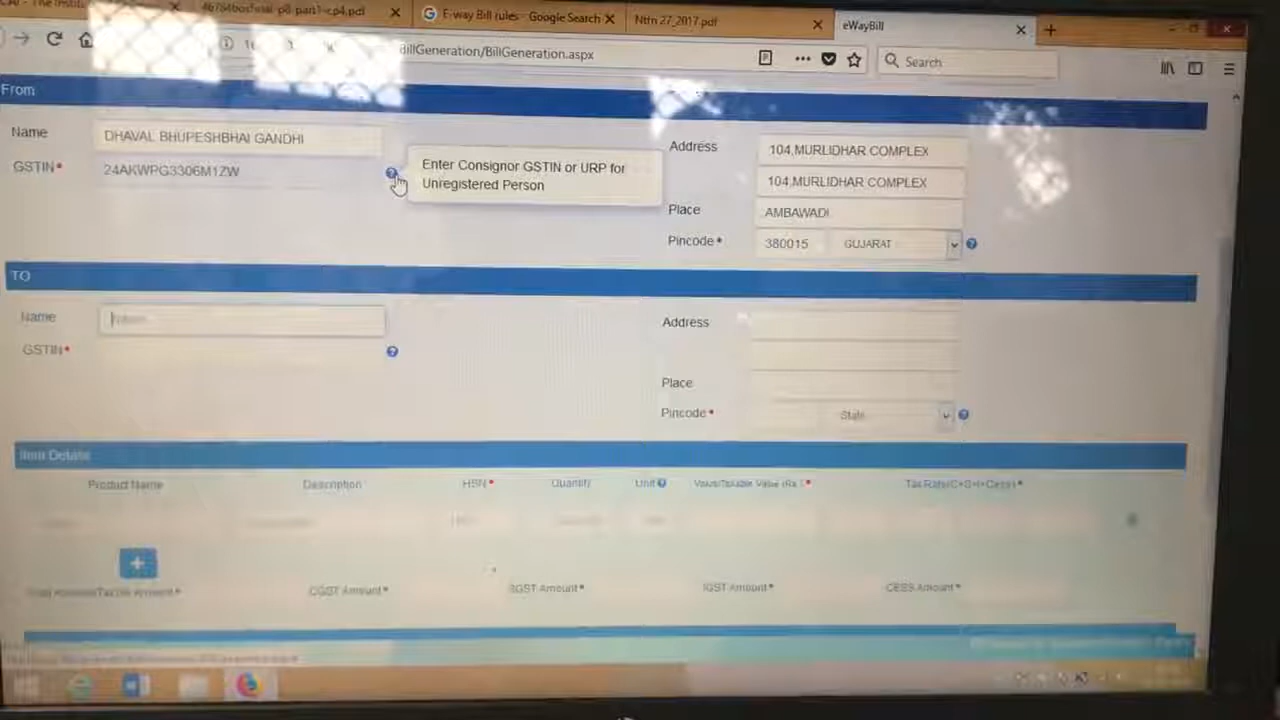 46784bosfinal-p8-part1-cp4.pdf
E-way Bill rules - Google Search
Ntfn 27_2017.pdf
eWayBill
BillGeneration/BillGeneration.aspx
Search
From
Name
DHAVAL BHUPESHBHAI GANDHI
GSTIN*
24AKWPG3306M1ZW
Enter Consignor GSTIN or URP for
Unregistered Person
Address
104,MURLIDHAR COMPLEX
104,MURLIDHAR COMPLEX
Place
AMBAWADI
Pincode *
380015
GUJARAT
TO
Name
GSTIN*
Address
Place
Pincode *
State
Item Details
Product Name
Description
HSN *
Quantity
Unit
Value/Taxable Value (Rs.) *
Tax Rate(C+S+I+Cess) *
+
CGST Amount *
SGST Amount *
IGST Amount *
CESS Amount *